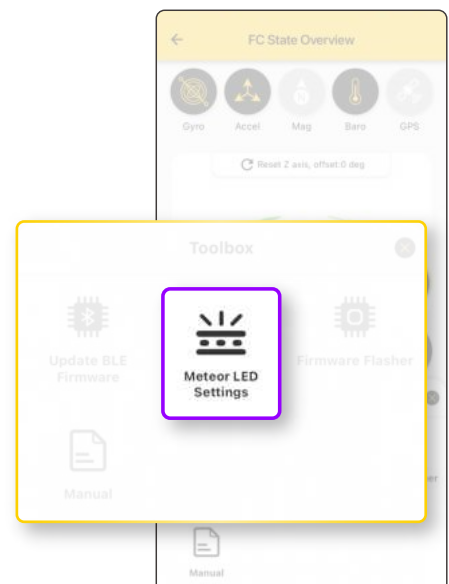 FC State Overview
Gyro Accel Mag Baro GPS
Reset Z axis, offset:0 deg
Toolbox
Update BLE
Firmware
Meteor LED
Settings
Firmware Flasher
Manual
er
Manual